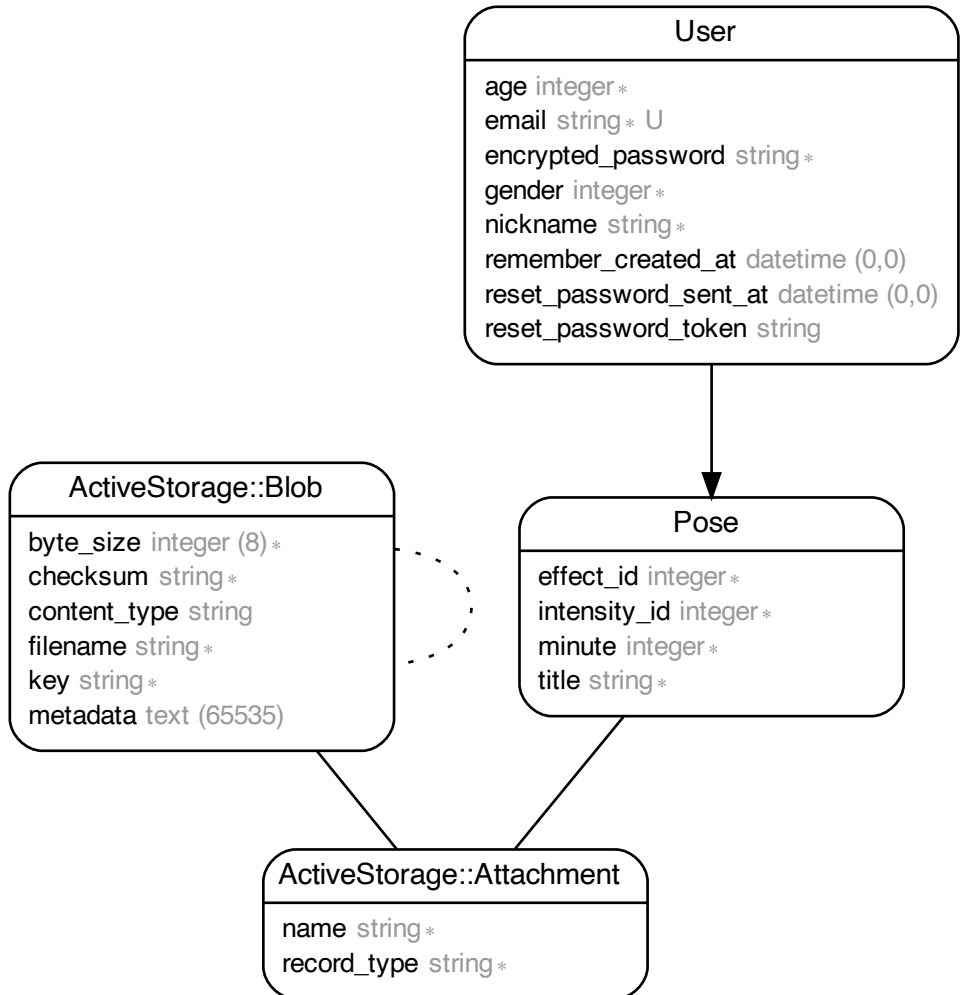 User
age integer ∗
email string ∗ U
encrypted_password string ∗
gender integer ∗
nickname string ∗
remember_created_at datetime (0,0)
reset_password_sent_at datetime (0,0)
reset_password_token string
ActiveStorage::Blob
byte_size integer (8) ∗
checksum string ∗
content_type string
filename string ∗
key string ∗
metadata text (65535)
Pose
effect_id integer ∗
intensity_id integer ∗
minute integer ∗
title string ∗
ActiveStorage::Attachment
name string ∗
record_type string ∗